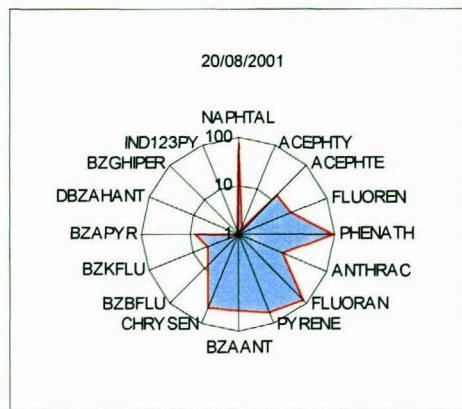 20/08/2001
NAPHTAL
IND123PY 100 ACEPHTY
BZGHIPER ACEPHTE
10
DBZAHANT FLUOREN
BZAPYR 1 PHENATH
BZKFLU ANTHRAC
BZBFLU FLUORAN
CHRYSEN PYRENE
BZAANT